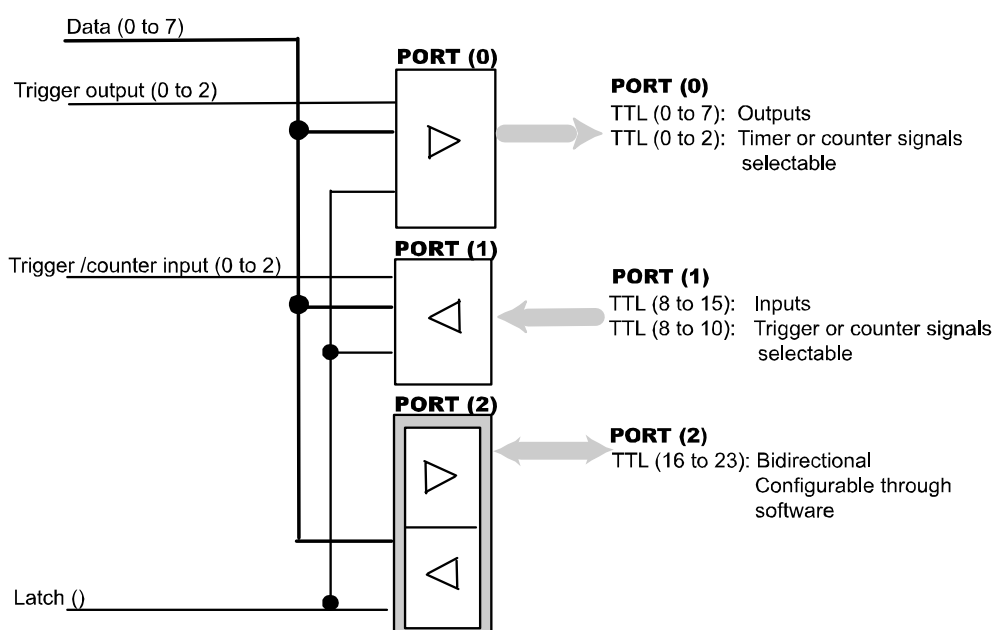 Data (0 to 7)
PORT (0)
Trigger output (0 to 2)
PORT (0)
TTL (0 to 7): Outputs
TTL (0 to 2): Timer or counter signals
selectable
PORT (1)
Trigger /counter input (0 to 2)
PORT (1)
TTL (8 to 15): Inputs
TTL (8 to 10): Trigger or counter signals
selectable
PORT (2)
PORT (2)
TTL (16 to 23): Bidirectional
Configurable through
software
Latch ()